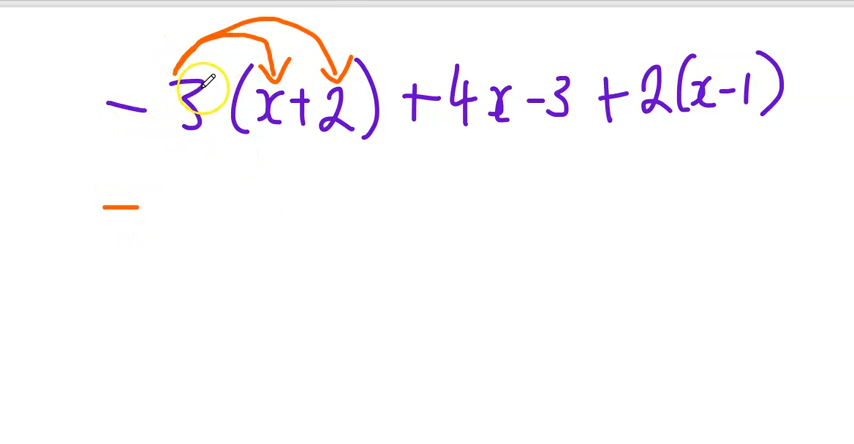 - 3 (x + 2) + 4x - 3 + 2(x - 1)
-